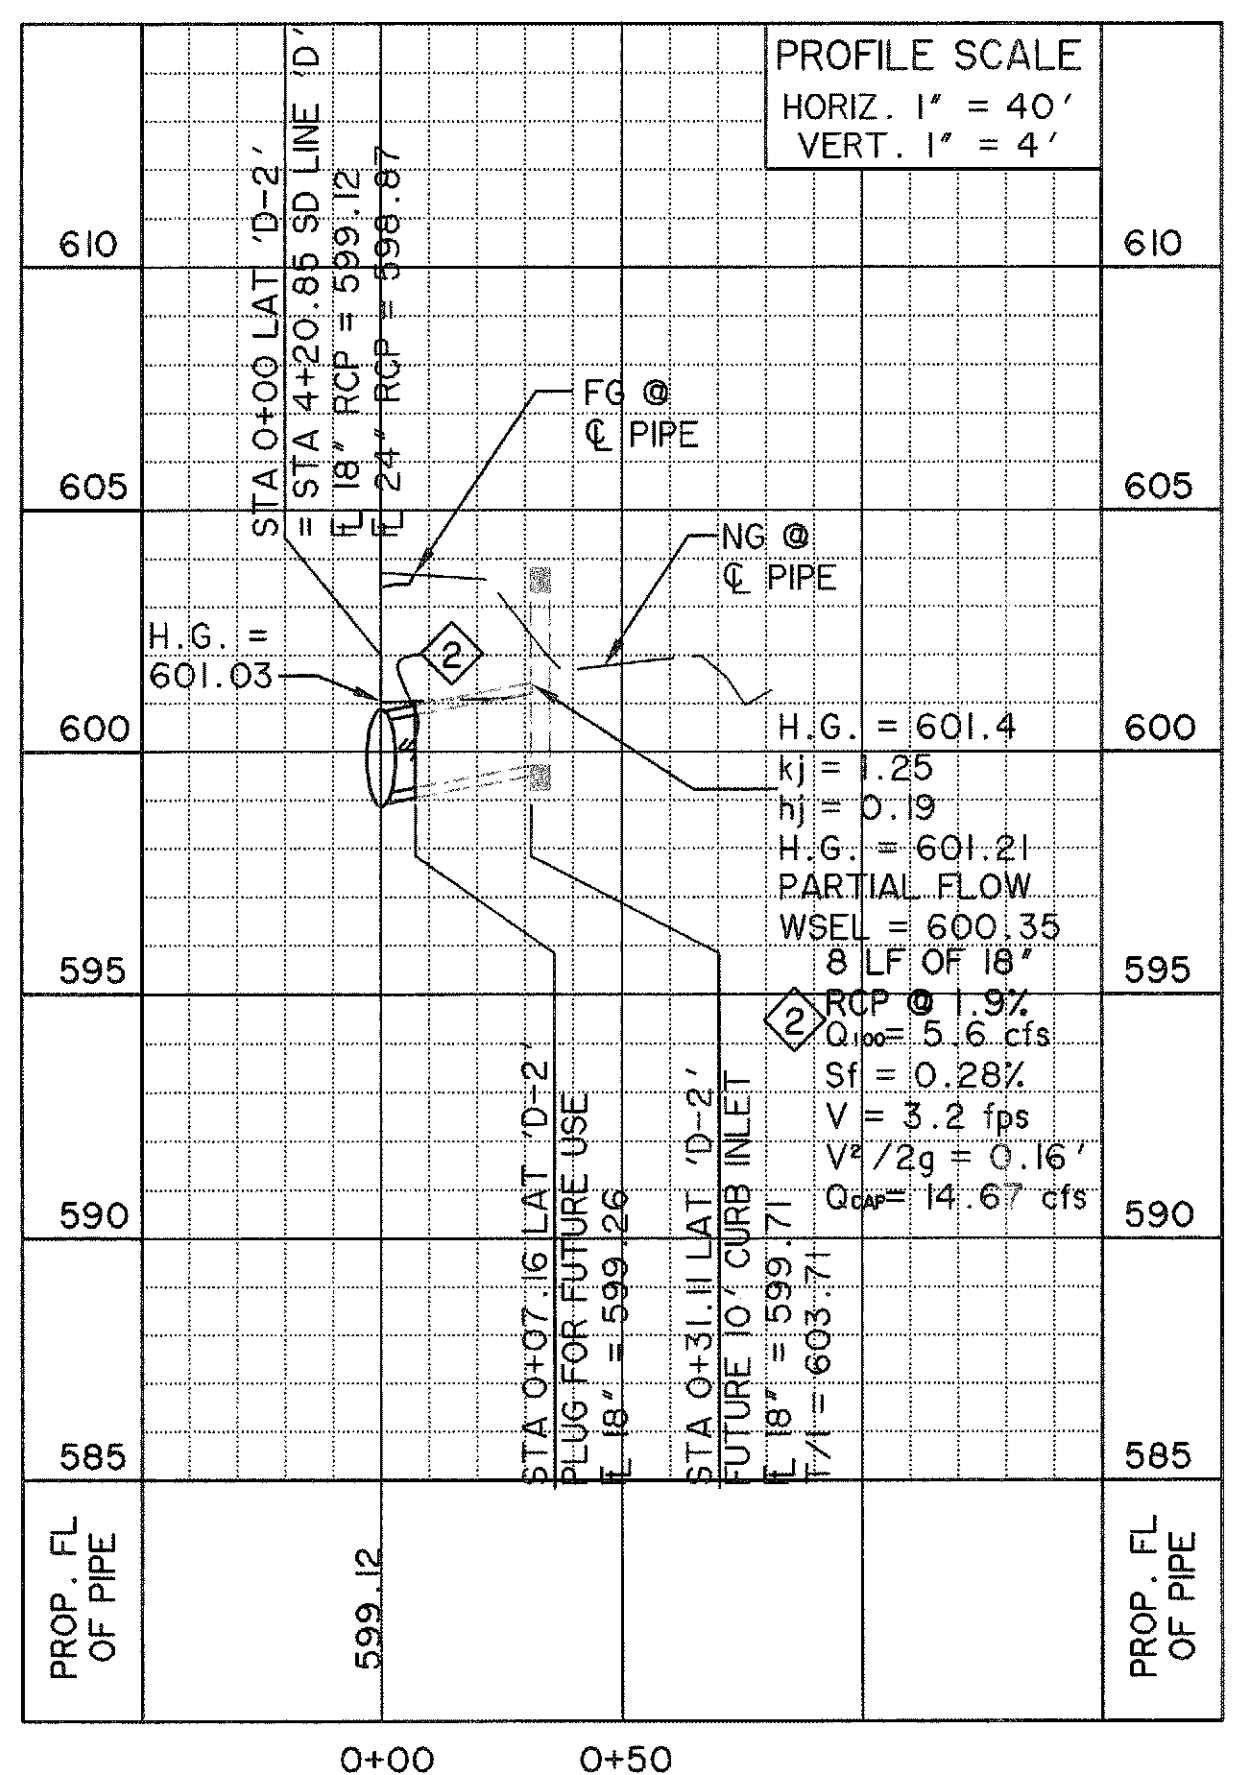 PROFILE SCALE
HORIZ. 1" = 40'
VERT. 1" = 4'
STA 0+00 LAT 'D-2'
= STA 4+20.85 SD LINE 'D'
FL 18" RCP = 599.12
FL 24" RCP = 598.87
610
610
FG @
℄ PIPE
605
605
NG @
℄ PIPE
H.G. =
601.03
2
600
600
H.G. = 601.4
kj = 1.25
hj = 0.19
H.G. = 601.21
PARTIAL FLOW
WSEL = 600.35
595
595
2
8 LF OF 18"
RCP @ 1.9%
Q100= 5.6 cfs
Sf = 0.28%
V = 3.2 fps
V²/2g = 0.16'
QCAP= 14.67 cfs
STA 0+07.16 LAT 'D-2'
PLUG FOR FUTURE USE
FL 18" = 599.26
STA 0+31.11 LAT 'D-2'
FUTURE 10' CURB INLET
FL 18" = 599.71
T/I = 603.71
590
590
585
585
PROP. FL
OF PIPE
599.12
PROP. FL
OF PIPE
0+00
0+50